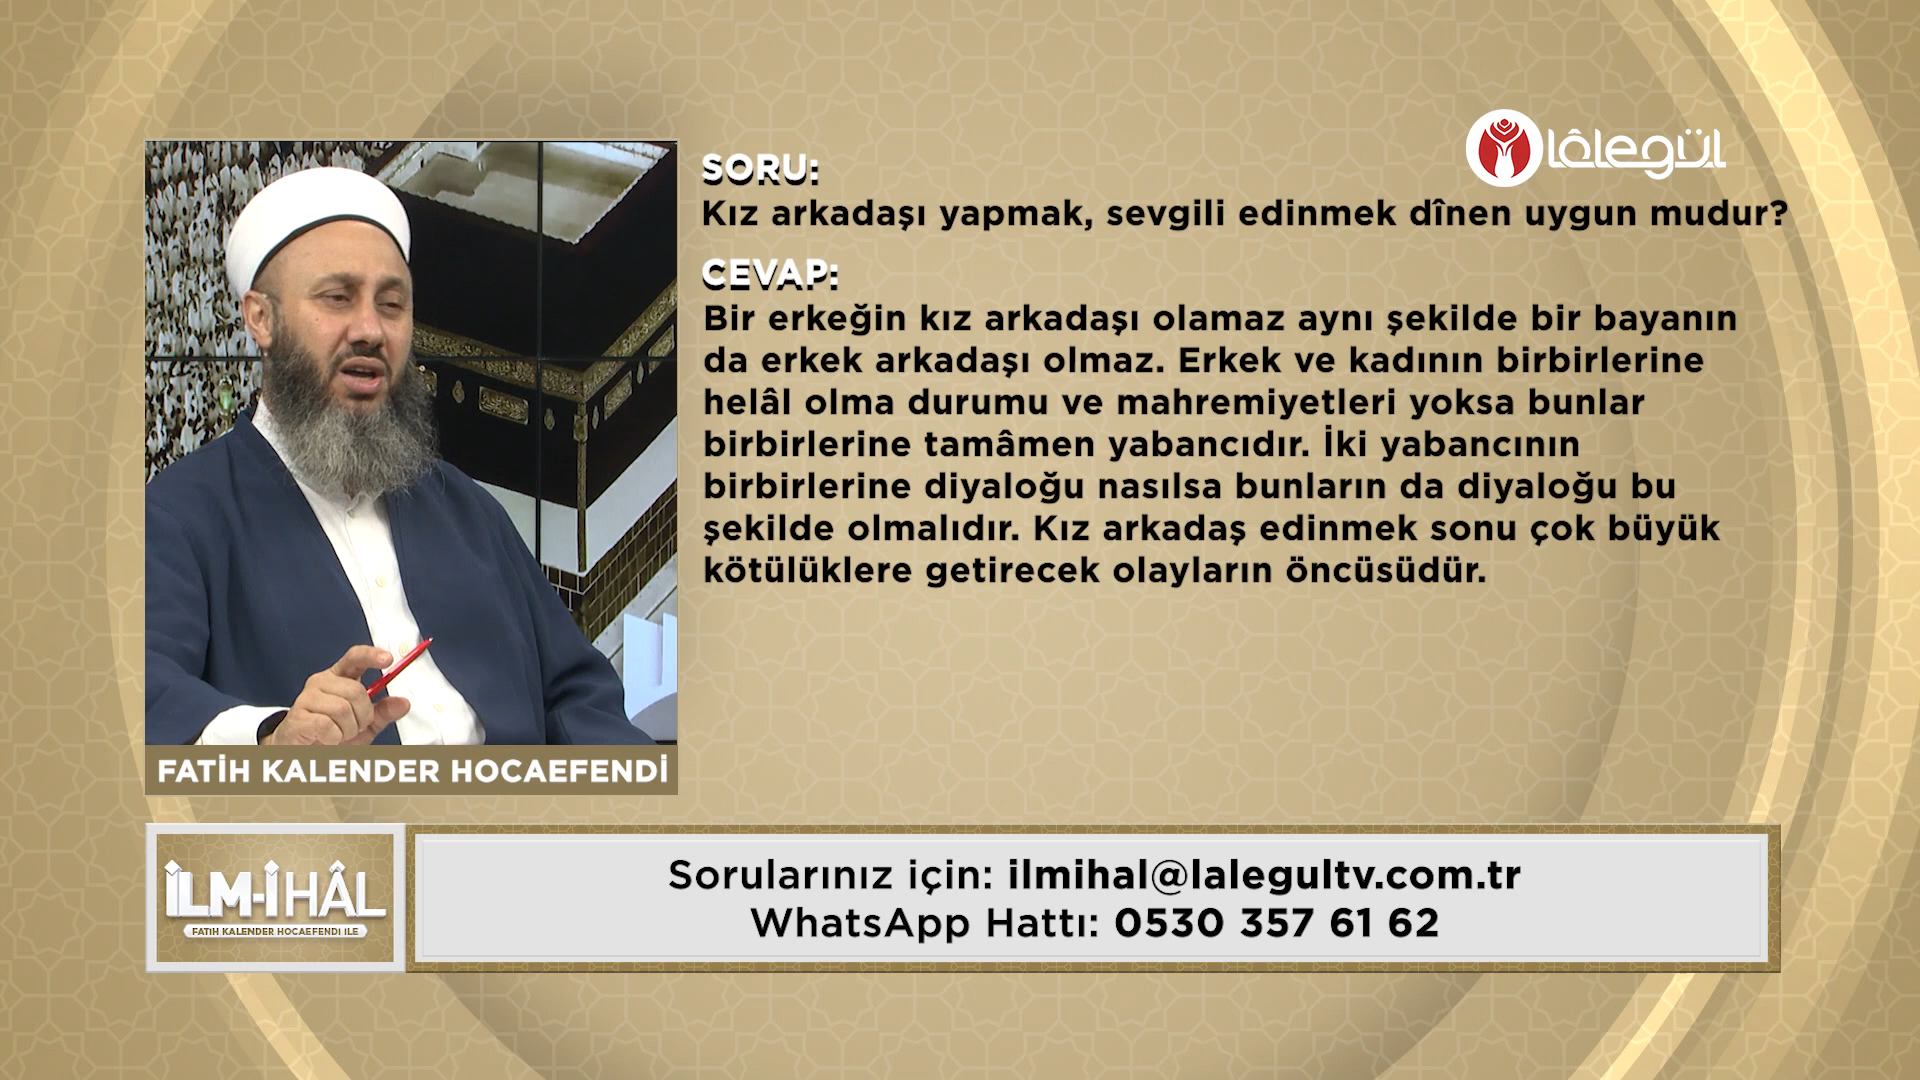 lâlegül
SORU:
Kız arkadaşı yapmak, sevgili edinmek dînen uygun mudur?
CEVAP:
Bir erkeğin kız arkadaşı olamaz aynı şekilde bir bayanın
da erkek arkadaşı olmaz. Erkek ve kadının birbirlerine
helâl olma durumu ve mahremiyetleri yoksa bunlar
birbirlerine tamâmen yabancıdır. İki yabancının
birbirlerine diyaloğu nasılsa bunların da diyaloğu bu
şekilde olmalıdır. Kız arkadaş edinmek sonu çok büyük
kötülüklere getirecek olayların öncüsüdür.
FATİH KALENDER HOCAEFENDİ
İLM-İHÂL
FATİH KALENDER HOCAEFENDİ İLE
Sorularınız için: ilmihal@lalegultv.com.tr
WhatsApp Hattı: 0530 357 61 62